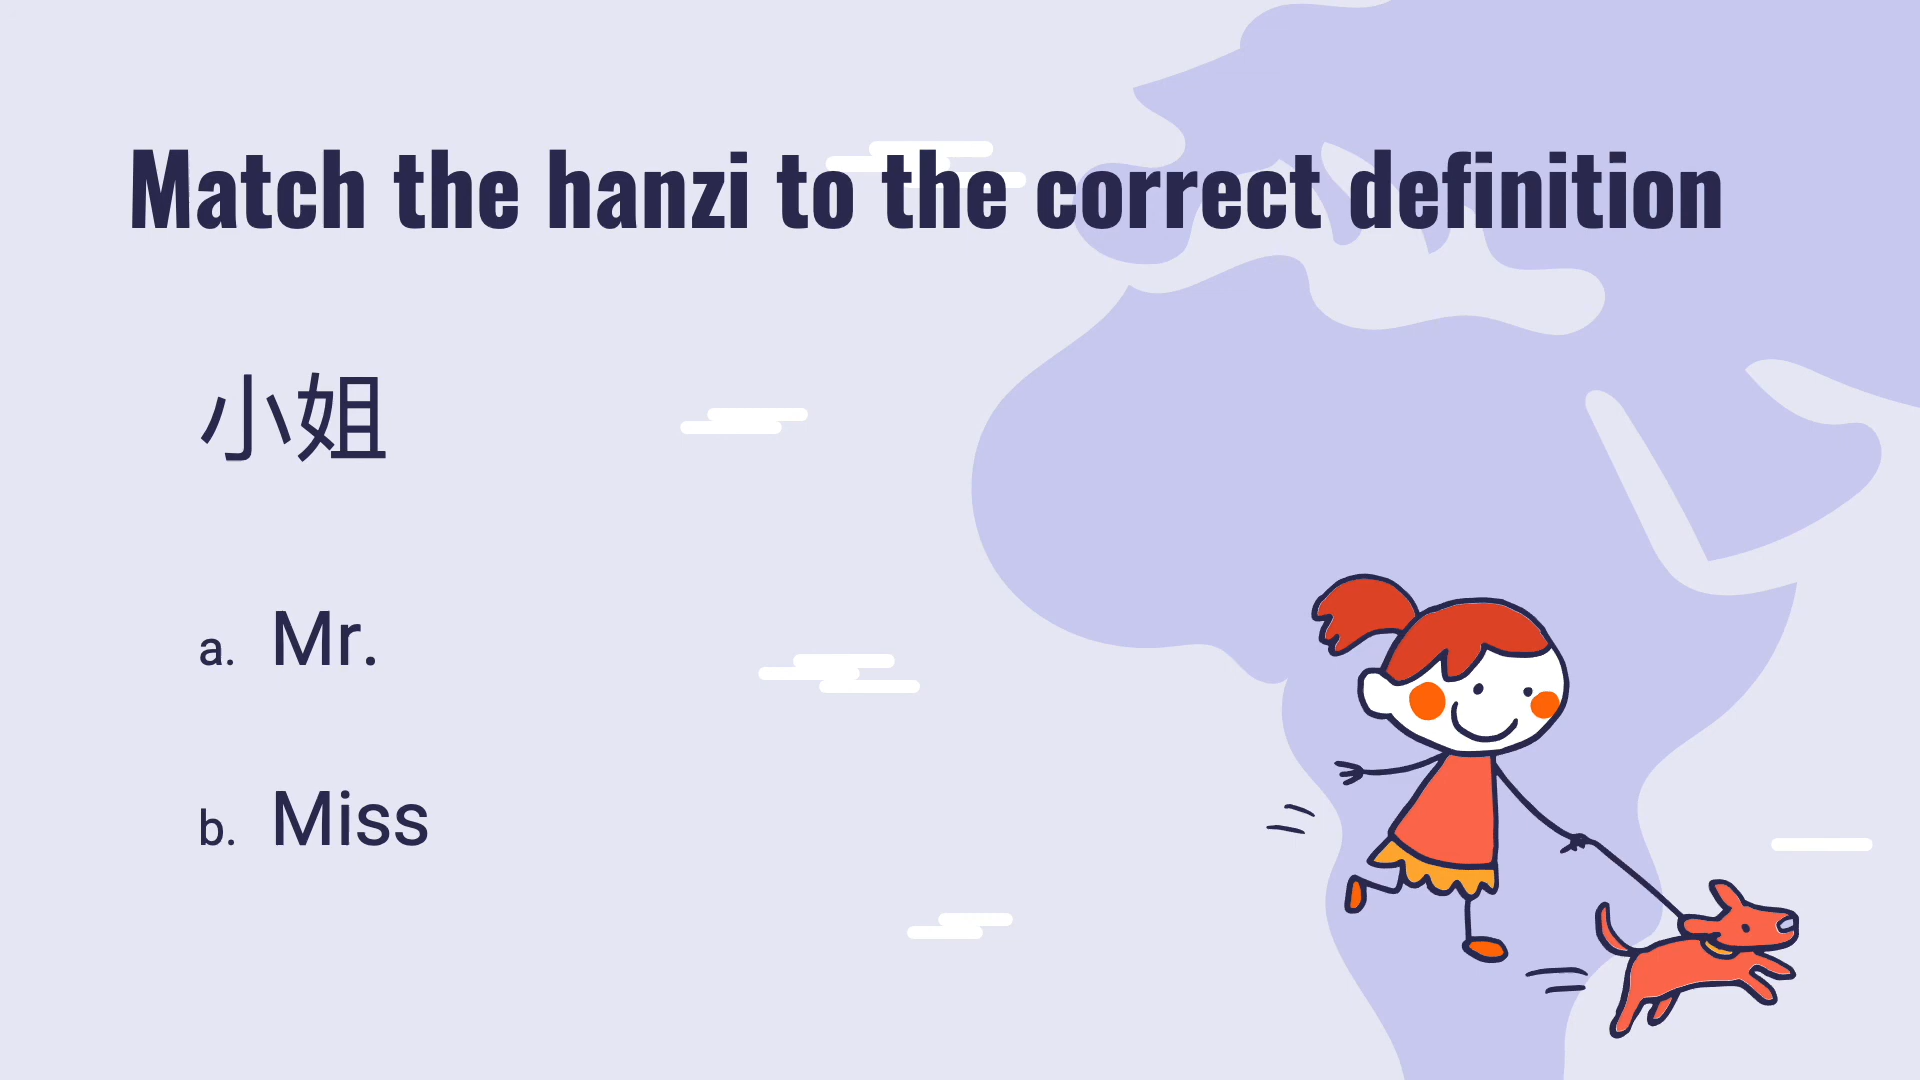 Match the hanzi to the correct definition
小姐
a. Mr.
b. Miss